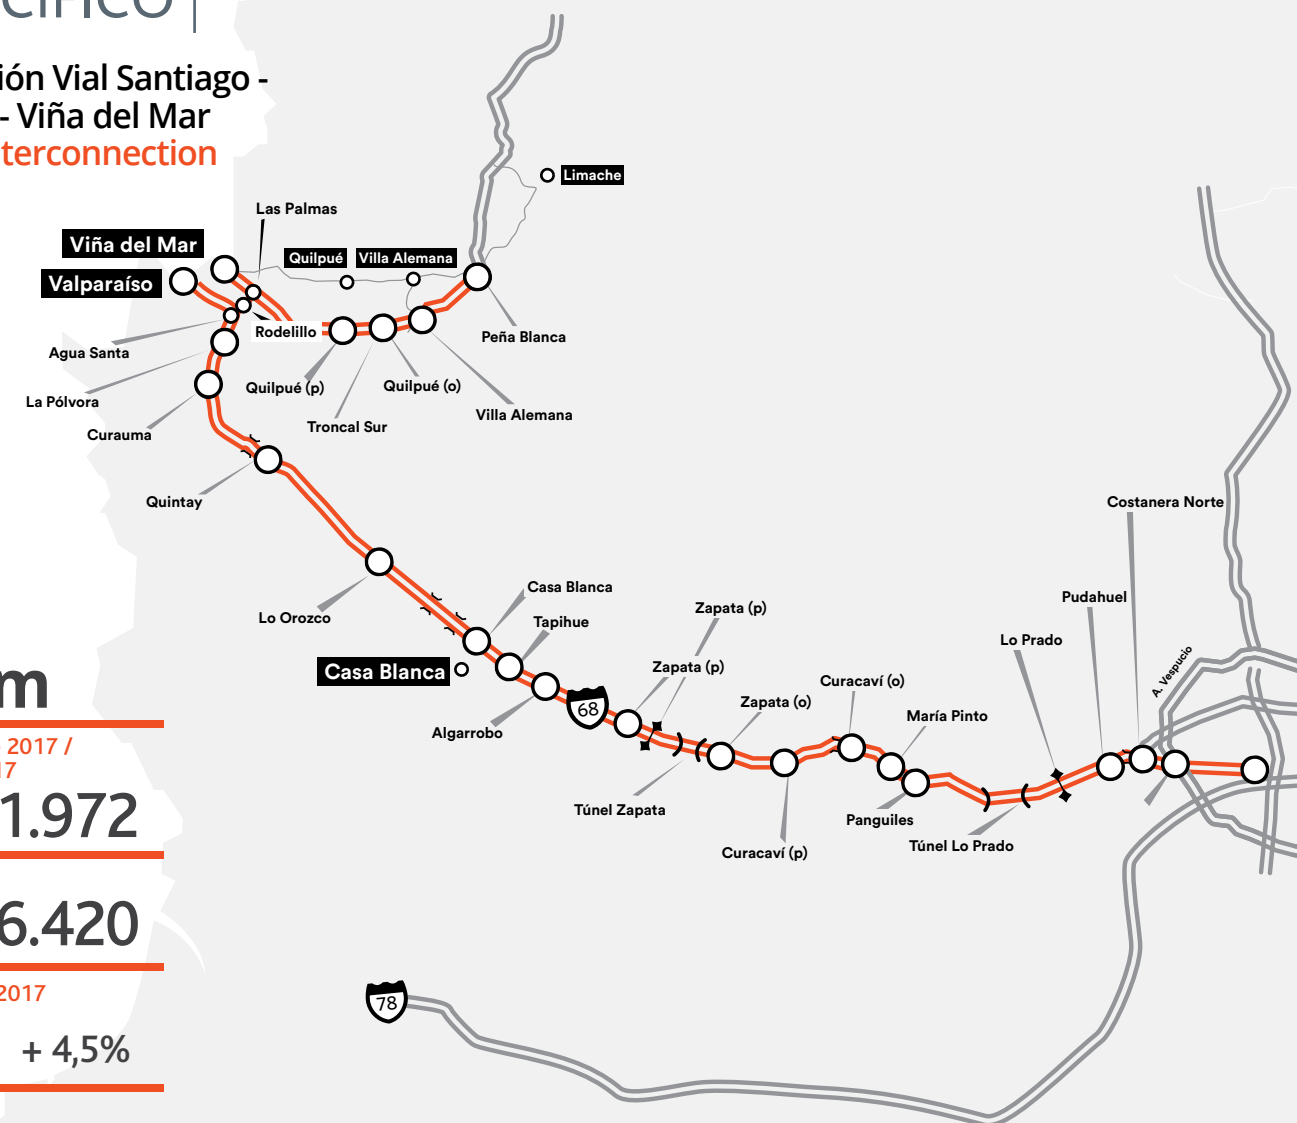 CÍFICO
ión Vial Santiago -
- Viña del Mar
terconnection
Limache
Las Palmas
Viña del Mar
Quilpué
Villa Alemana
Valparaíso
Rodelillo
Peña Blanca
Agua Santa
Quilpué (p)
Quilpué (o)
La Pólvora
Villa Alemana
Troncal Sur
Curauma
Quintay
Costanera Norte
Casa Blanca
Pudahuel
Zapata (p)
Lo Orozco
Tapihue
Lo Prado
A. Vespucio
Zapata (p)
Casa Blanca
Curacaví (o)
m
Zapata (o)
68
María Pinto
Algarrobo
2017 /
17
Túnel Zapata
1.972
Panguiles
Túnel Lo Prado
Curacaví (p)
6.420
2017
78
+ 4,5%